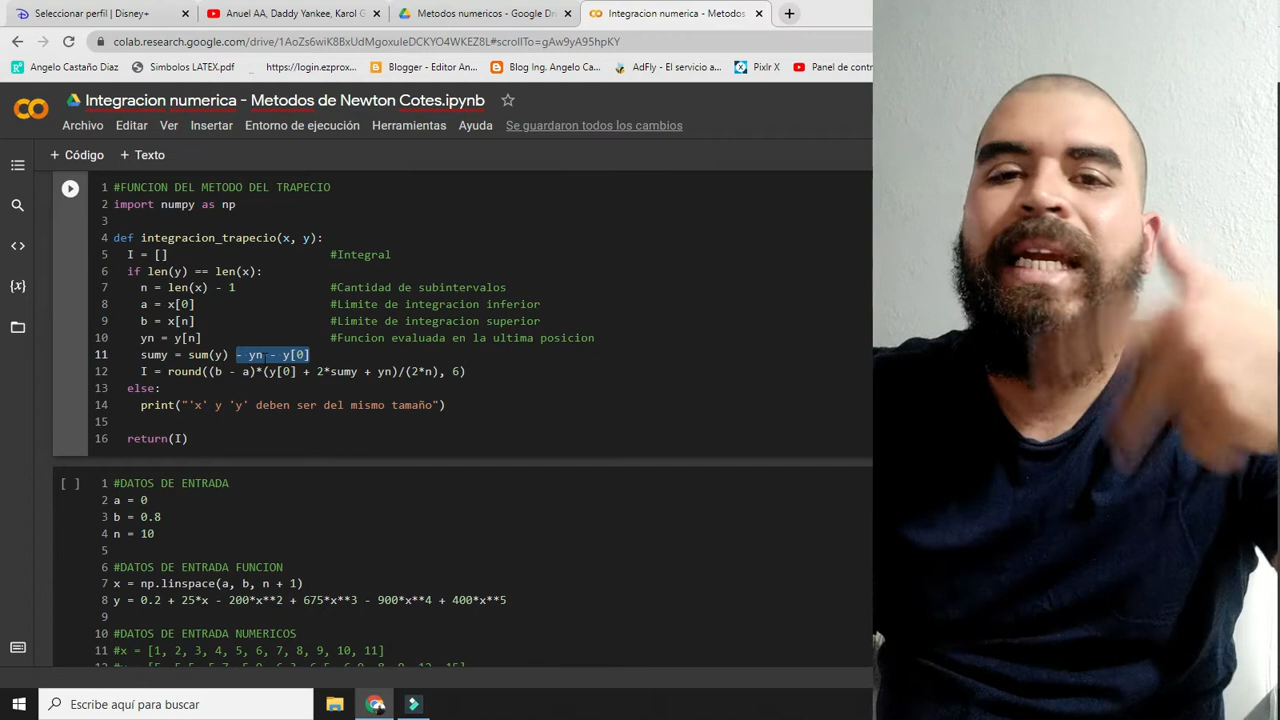 Seleccionar perfil | Disney+
Anuel AA, Daddy Yankee, Karol G
Metodos numericos - Google Dr
Integracion numerica - Metodos
colab.research.google.com/drive/1AoZs6wiK8BxUdMgoxuleDCKYO4WKEZ8L#scrollTo=gAw9yA95hpKY
Angelo Castaño Diaz
Simbolos LATEX.pdf
https://login.ezprox
Blogger - Editor An...
Blog Ing. Angelo Ca...
AdFly - El servicio a...
Pixlr X
Panel de contr
Integracion numerica - Metodos de Newton Cotes.ipynb
Archivo Editar Ver Insertar Entorno de ejecución Herramientas Ayuda Se guardaron todos los cambios
+ Código + Texto
1 #FUNCION DEL METODO DEL TRAPECIO
2 import numpy as np
3
4 def integracion_trapecio(x, y):
5 I = [] #Integral
6 if len(y) == len(x):
7 n = len(x) - 1 #Cantidad de subintervalos
8 a = x[0] #Limite de integracion inferior
9 b = x[n] #Limite de integracion superior
10 yn = y[n] #Funcion evaluada en la ultima posicion
11 sumy = sum(y) - yn - y[0]
12 I = round((b - a)*(y[0] + 2*sumy + yn)/(2*n), 6)
13 else:
14 print("'x' y 'y' deben ser del mismo tamaño")
15
16 return(I)
[ ] 1 #DATOS DE ENTRADA
2 a = 0
3 b = 0.8
4 n = 10
5
6 #DATOS DE ENTRADA FUNCION
7 x = np.linspace(a, b, n + 1)
8 y = 0.2 + 25*x - 200*x**2 + 675*x**3 - 900*x**4 + 400*x**5
9
10 #DATOS DE ENTRADA NUMERICOS
11 #x = [1, 2, 3, 4, 5, 6, 7, 8, 9, 10, 11]
Escribe aquí para buscar